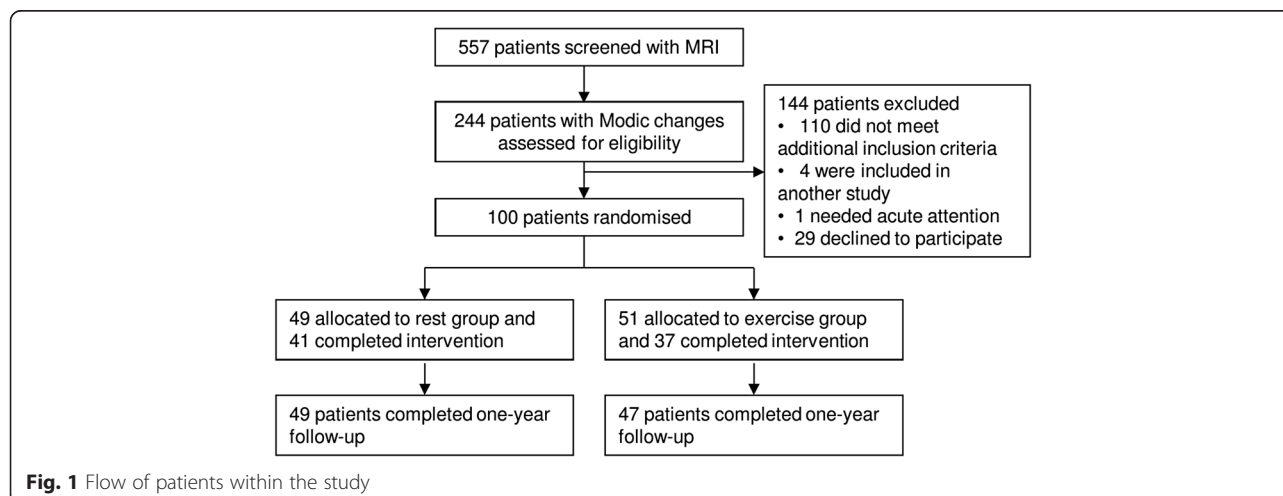 557 patients screened with MRI
244 patients with Modic changes
assessed for eligibility
144 patients excluded
• 110 did not meet
additional inclusion criteria
• 4 were included in
another study
• 1 needed acute attention
• 29 declined to participate
100 patients randomised
49 allocated to rest group and
41 completed intervention
51 allocated to exercise group
and 37 completed intervention
49 patients completed one-year
follow-up
47 patients completed one-year
follow-up
Fig. 1 Flow of patients within the study